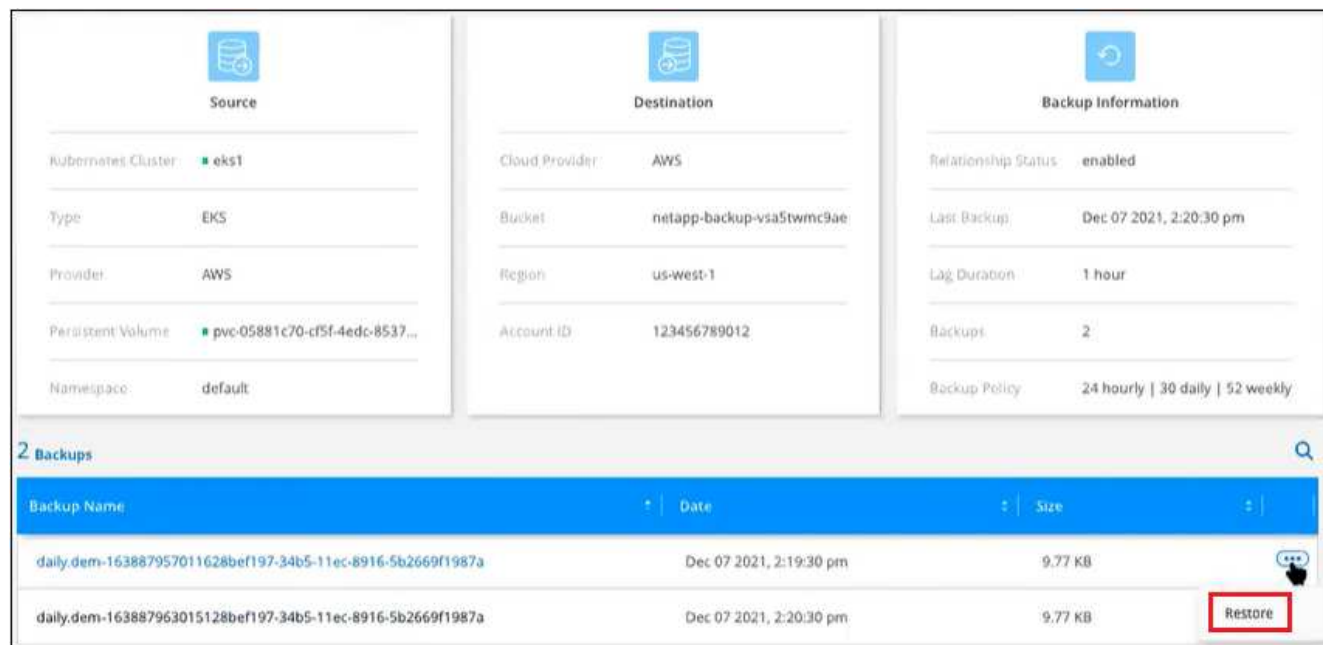 Source
Kubernetes Cluster eks1
Type EKS
Provider AWS
Persistent Volume pvc-05881c70-cf5f-4edc-8537...
Namespace default
Destination
Cloud Provider AWS
Bucket netapp-backup-vsa5twmc9ae
Region us-west-1
Account ID 123456789012
Backup Information
Relationship Status enabled
Last Backup Dec 07 2021, 2:20:30 pm
Lag Duration 1 hour
Backups 2
Backup Policy 24 hourly | 30 daily | 52 weekly
2 Backups
Backup Name Date Size
daily.dem-163887957011628bef197-34b5-11ec-8916-5b2669f1987a Dec 07 2021, 2:19:30 pm 9.77 KB
daily.dem-163887963015128bef197-34b5-11ec-8916-5b2669f1987a Dec 07 2021, 2:20:30 pm 9.77 KB
Restore